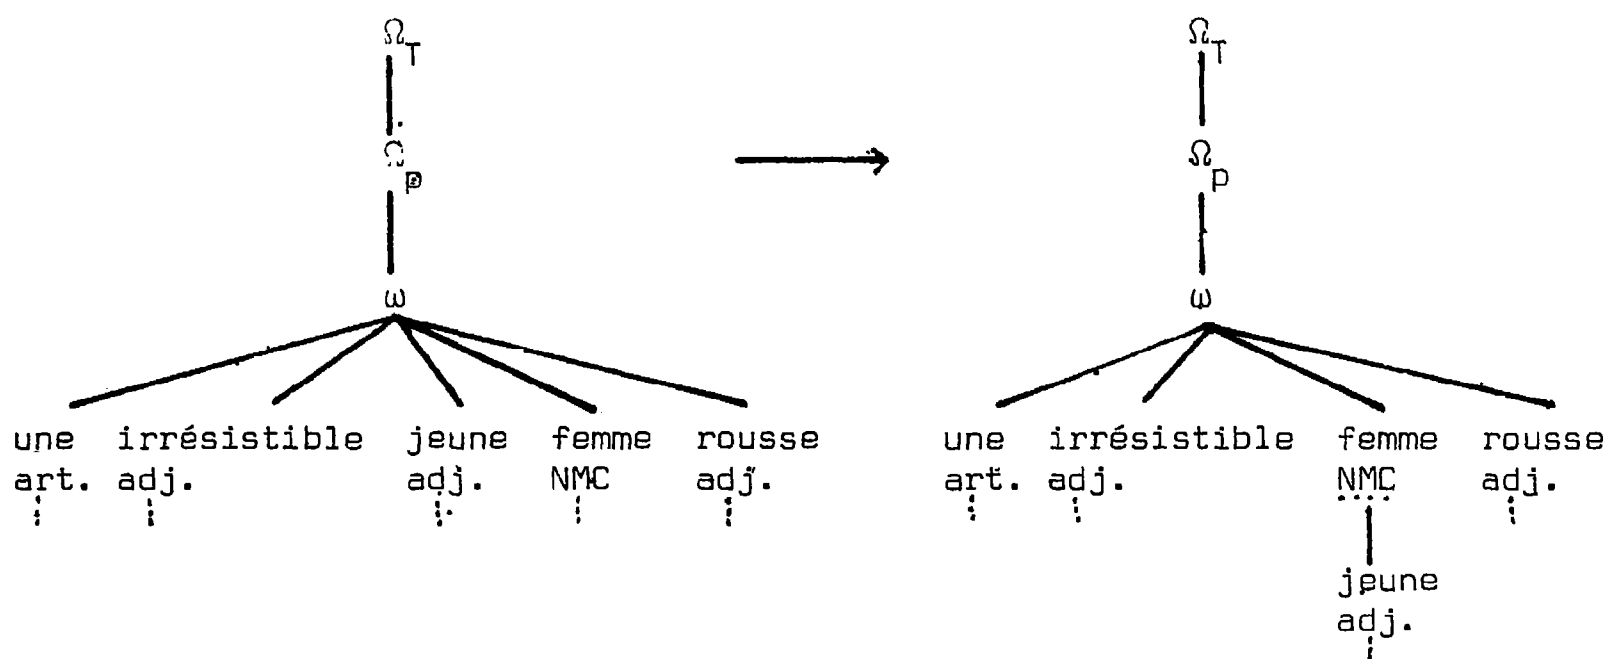 Ω_T Ω_T
Ω_p Ω_p
ω ω
une irrésistible jeune femme rousse une irrésistible femme rousse
art. adj. adj. NMC adj. art. adj. NMC adj.
jeune
adj.